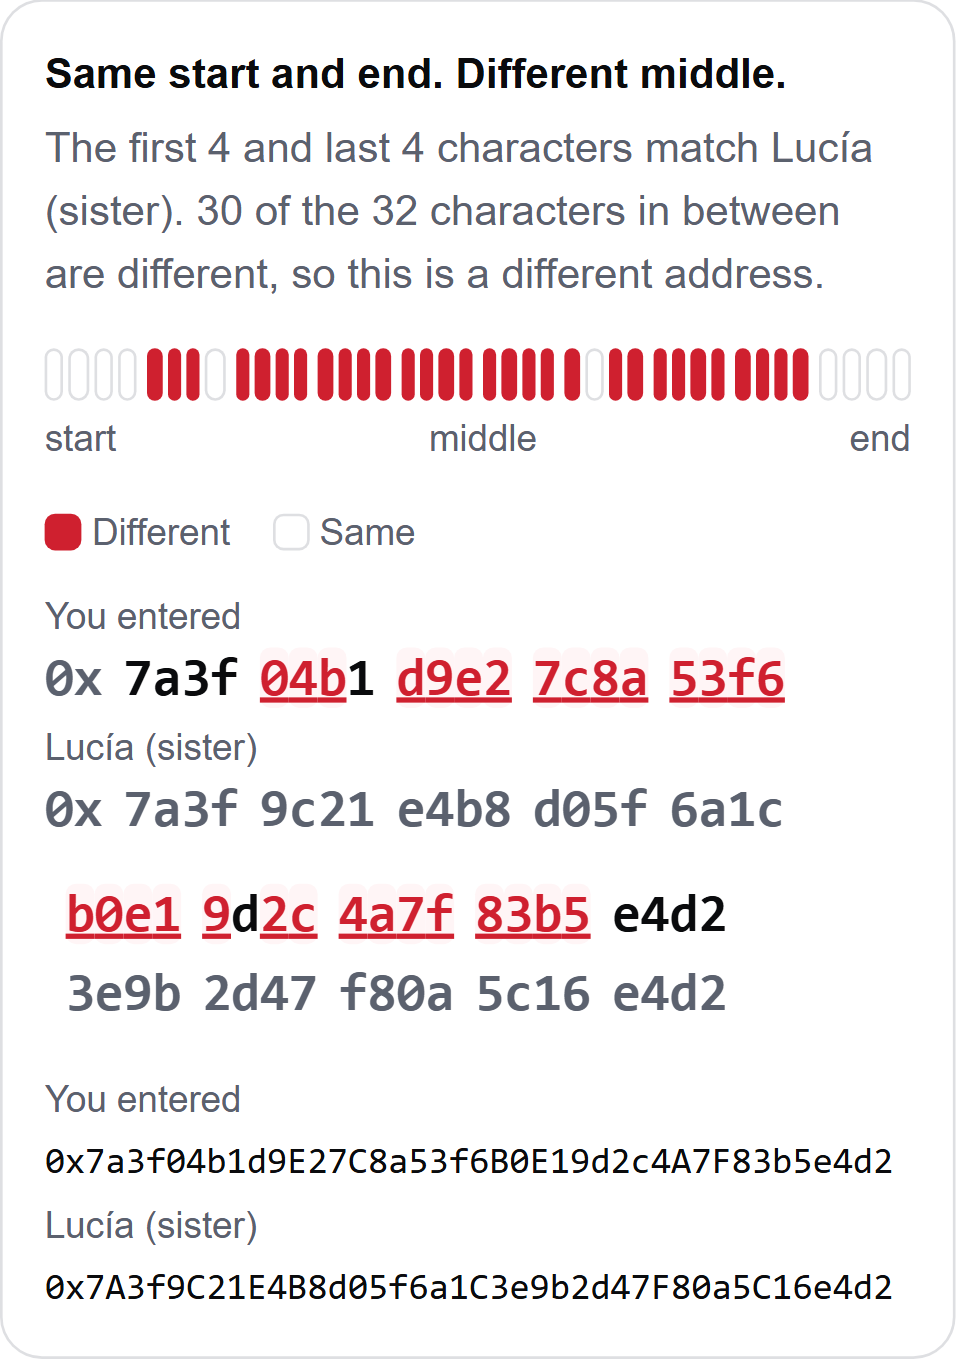 Same start and end. Different middle.
The first 4 and last 4 characters match Lucía
(sister). 30 of the 32 characters in between
are different, so this is a different address.
start middle end
Different Same
You entered
0x 7a3f 04b1 d9e2 7c8a 53f6
Lucía (sister)
0x 7a3f 9c21 e4b8 d05f 6a1c
b0e1 9d2c 4a7f 83b5 e4d2
3e9b 2d47 f80a 5c16 e4d2
You entered
0x7a3f04b1d9E27C8a53f6B0E19d2c4A7F83b5e4d2
Lucía (sister)
0x7A3f9C21E4B8d05f6a1C3e9b2d47F80a5C16e4d2